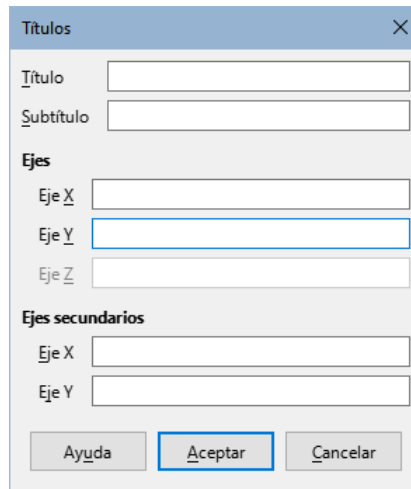 Títulos
Título
Subtítulo
Ejes
Eje X
Eje Y
Eje Z
Ejes secundarios
Eje X
Eje Y
Ayuda Aceptar Cancelar